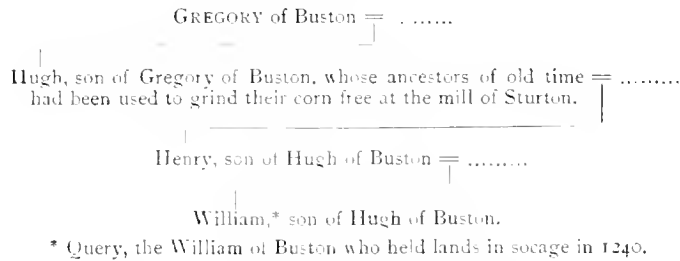 GREGORY of Buston = .......
Hugh, son of Gregory of Buston, whose ancestors of old time = .........
had been used to grind their corn free at the mill of Sturton.
Henry, son of Hugh of Buston = .........
William,* son of Hugh of Buston.
* Query, the William of Buston who held lands in socage in 1240.